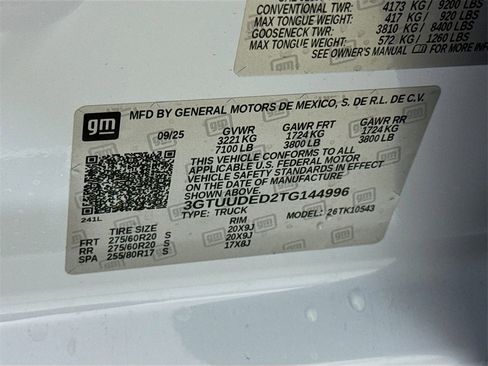 CONVENTIONAL TWR: 4173 KG / 9200 LBS
MAX TONGUE WEIGHT: 417 KG / 920 LBS
GOOSENECK TWR: 3810 KG / 8400 LBS
MAX TONGUE WEIGHT: 572 KG / 1260 LBS
SEE OWNER'S MANUAL FOR MORE INFO
gm
MFD BY GENERAL MOTORS DE MEXICO, S. DE R.L. DE C.V.
09/25 GVWR GAWR FRT GAWR RR
3221 KG 1724 KG 1724 KG
7100 LB 3800 LB 3800 LB
THIS VEHICLE CONFORMS TO ALL
APPLICABLE U.S. FEDERAL MOTOR
VEHICLE SAFETY STANDARDS IN
EFFECT ON THE DATE OF
MANUFACTURE SHOWN ABOVE.
3GTUUDED2TG144996
TYPE: TRUCK MODEL: 26TK10543
241L
TIRE SIZE RIM
FRT 275/60R20 S 20X9J
RR 275/60R20 S 20X9J
SPA 255/80R17 S 17X8J